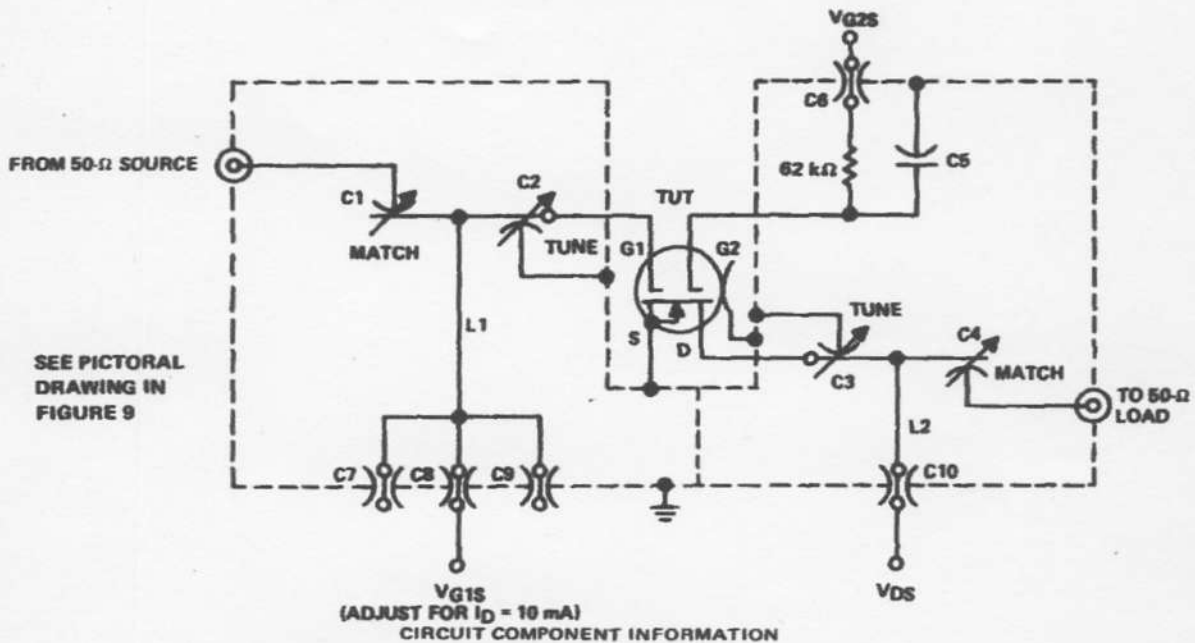 VG2S
C6
62 kΩ
C5
FROM 50-Ω SOURCE
C1
MATCH
C2
TUNE
TUT
G1
G2
S
D
TUNE
C3
C4
MATCH
TO 50-Ω
LOAD
L1
L2
SEE PICTORAL
DRAWING IN
FIGURE 9
C7
C8
C9
C10
VG1S
(ADJUST FOR ID = 10 mA)
VDS
CIRCUIT COMPONENT INFORMATION